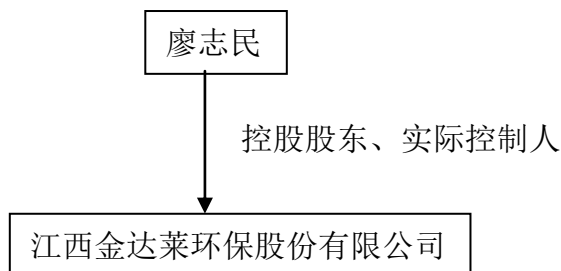 廖志民
控股股东、实际控制人
江西金达莱环保股份有限公司